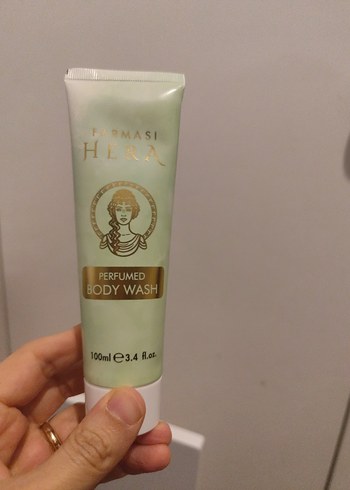 FARMASI
HERA
PERFUMED
BODY WASH
100ml ℮ 3.4 fl.oz.